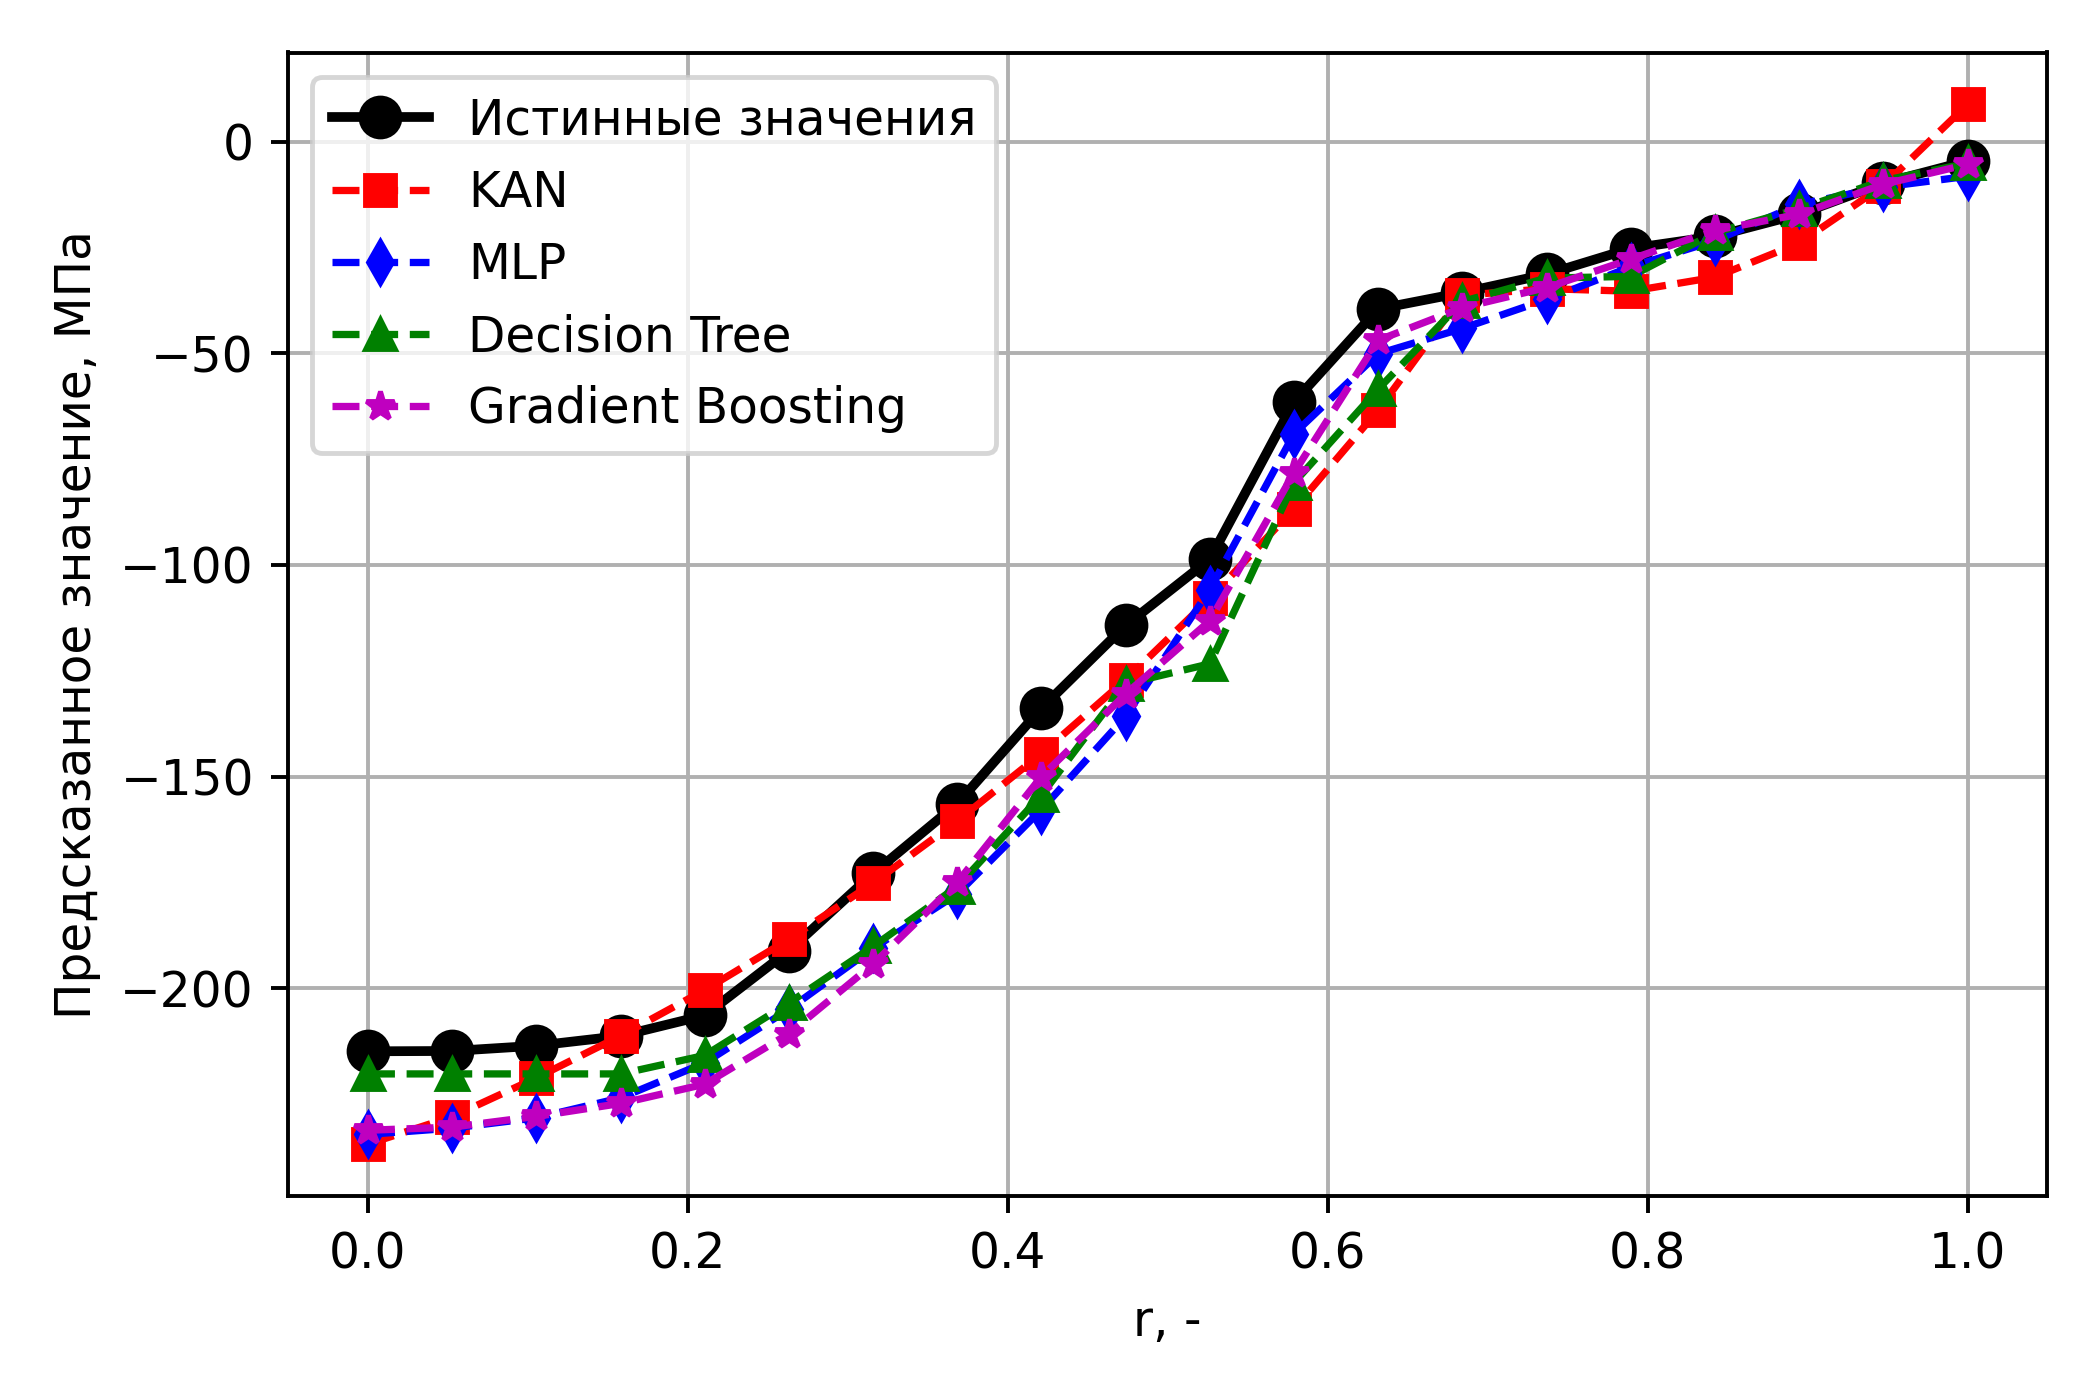 Истинные значения
KAN
MLP
Decision Tree
Gradient Boosting
Предсказанное значение, МПа
0
−50
−100
−150
−200
0.0 0.2 0.4 0.6 0.8 1.0
r, -